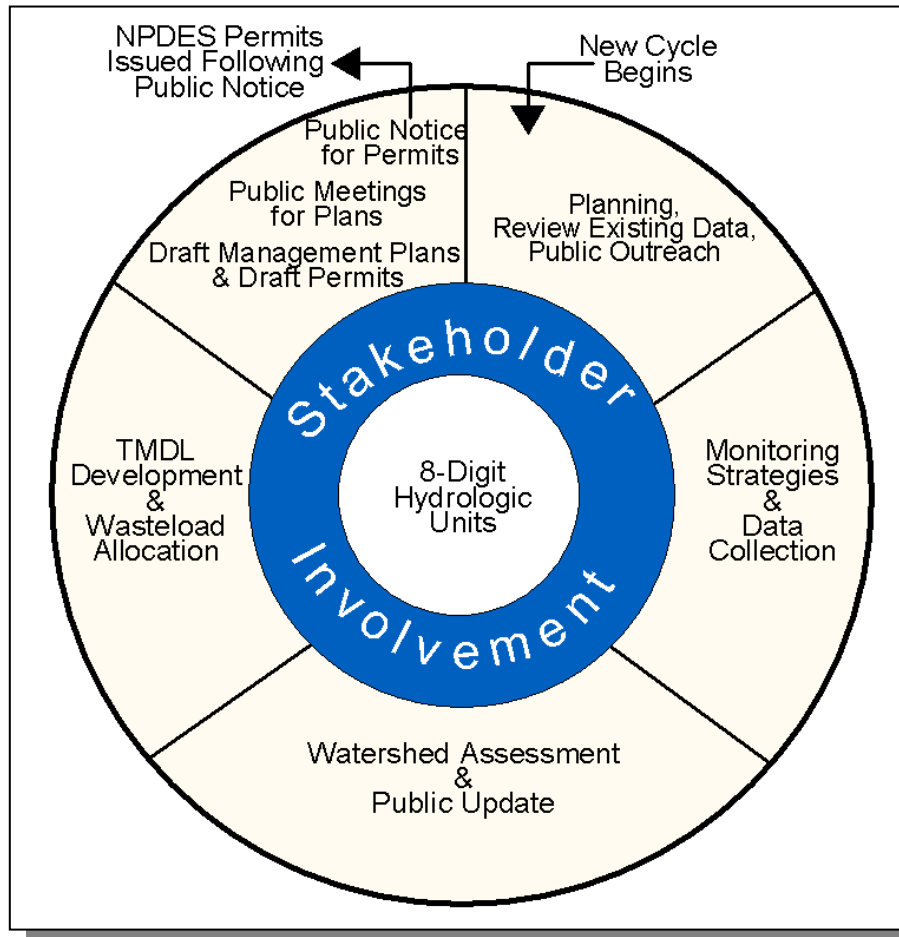 NPDES Permits
Issued Following
Public Notice
New Cycle
Begins
Public Notice
for Permits
Public Meetings
for Plans
Draft Management Plans
& Draft Permits
Planning,
Review Existing Data,
Public Outreach
Stakeholder
Involvement
8-Digit
Hydrologic
Units
TMDL
Development
&
Wasteload
Allocation
Monitoring
Strategies
&
Data
Collection
Watershed Assessment
&
Public Update